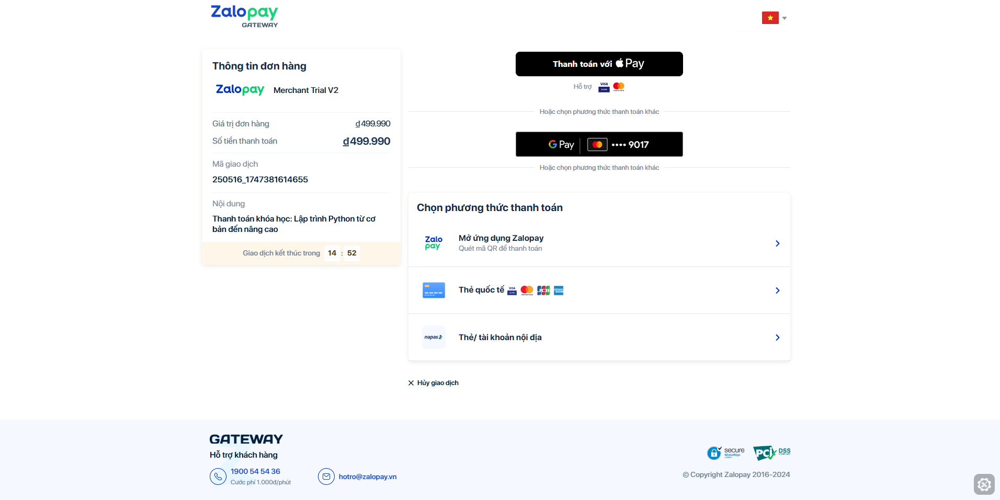 Zalopay
GATEWAY
Thông tin đơn hàng
Zalopay Merchant Trial V2
Giá trị đơn hàng ₫499.990
Số tiền thanh toán ₫499.990
Mã giao dịch
250516_1747381614655
Nội dung
Thanh toán khóa học: Lập trình Python từ cơ
bản đến nâng cao
Giao dịch kết thúc trong 14 : 52
Thanh toán với Pay
Hỗ trợ VISA
Hoặc chọn phương thức thanh toán khác
G Pay •••• 9017
Hoặc chọn phương thức thanh toán khác
Chọn phương thức thanh toán
Zalo
pay
Mở ứng dụng Zalopay
Quét mã QR để thanh toán
Thẻ quốc tế VISA JCB
napas Thẻ/ tài khoản nội địa
Hủy giao dịch
GATEWAY
Hỗ trợ khách hàng
1900 54 54 36
Cước phí 1.000đ/phút
hotro@zalopay.vn
secure
GlobalSign
PCI DSS
© Copyright Zalopay 2016-2024